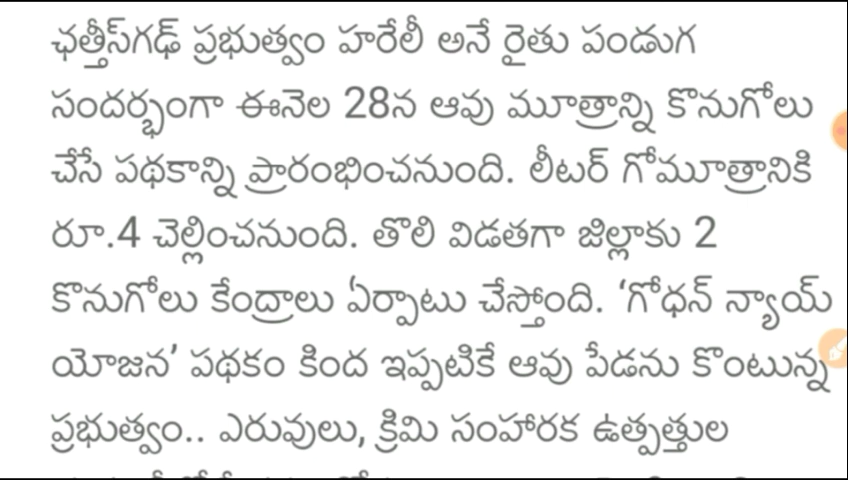 ఛత్తీస్‌గఢ్ ప్రభుత్వం హరేలీ అనే రైతు పండుగ
సందర్భంగా ఈనెల 28న ఆవు మూత్రాన్ని కొనుగోలు
చేసే పథకాన్ని ప్రారంభించనుంది. లీటర్ గోమూత్రానికి
రూ.4 చెల్లించనుంది. తొలి విడతగా జిల్లాకు 2
కొనుగోలు కేంద్రాలు ఏర్పాటు చేస్తోంది. ‘గోధన్ న్యాయ్
యోజన’ పథకం కింద ఇప్పటికే ఆవు పేడను కొంటున్న
ప్రభుత్వం.. ఎరువులు, క్రిమి సంహారక ఉత్పత్తుల